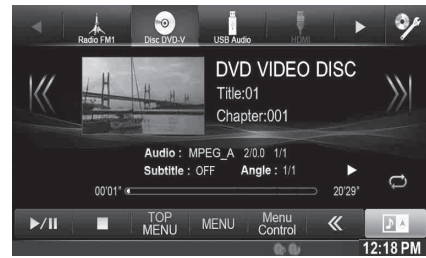 Radio FM1 Disc DVD-V USB Audio HDMI
DVD VIDEO DISC
Title:01
Chapter:001
Audio : MPEG_A 2/0.0 1/1
Subtitle : OFF Angle : 1/1
00'01" 20'29"
TOP MENU MENU Menu Control
12:18 PM